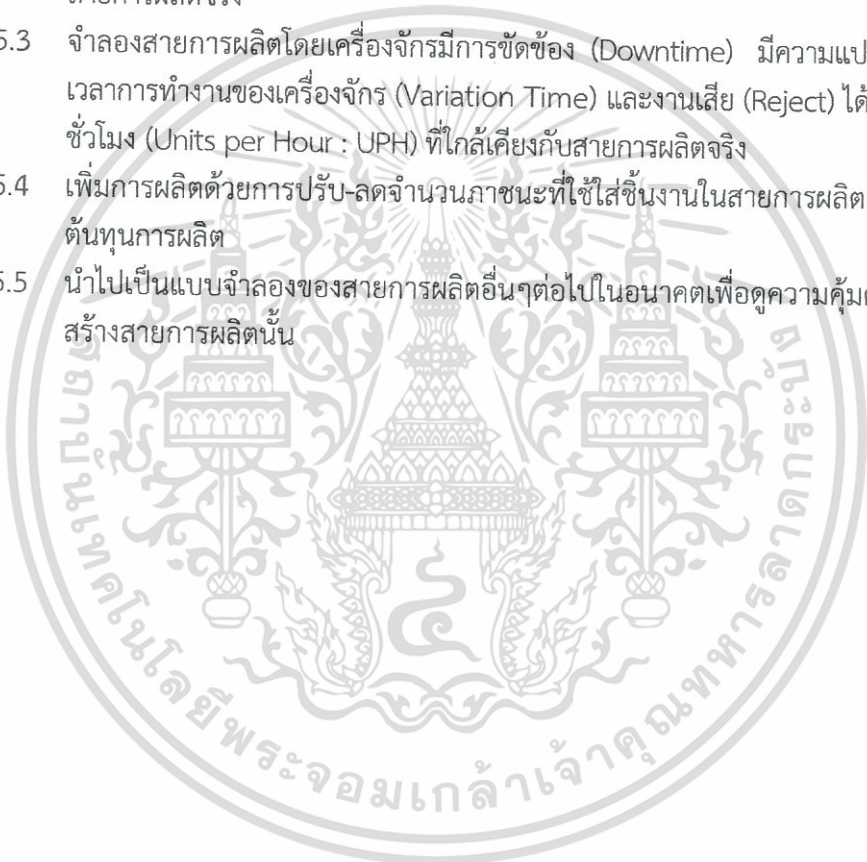 5.3 จำลองสายการผลิตโดยเครื่องจักรมีการขัดข้อง (Downtime) มีความแป
เวลาการทำงานของเครื่องจักร (Variation Time) และงานเสีย (Reject) ได้
ชั่วโมง (Units per Hour : UPH) ที่ใกล้เคียงกับสายการผลิตจริง
5.4 เพิ่มการผลิตด้วยการปรับ-ลดจำนวนภาชนะที่ใช้ใส่ชิ้นงานในสายการผลิต
ต้นทุนการผลิต
5.5 นำไปเป็นแบบจำลองของสายการผลิตอื่นๆต่อไปในอนาคตเพื่อดูความคุ้ม
สร้างสายการผลิตนั้น
สถาบันเทคโนโลยีพระจอมเกล้าเจ้าคุณทหารลาดกระบัง